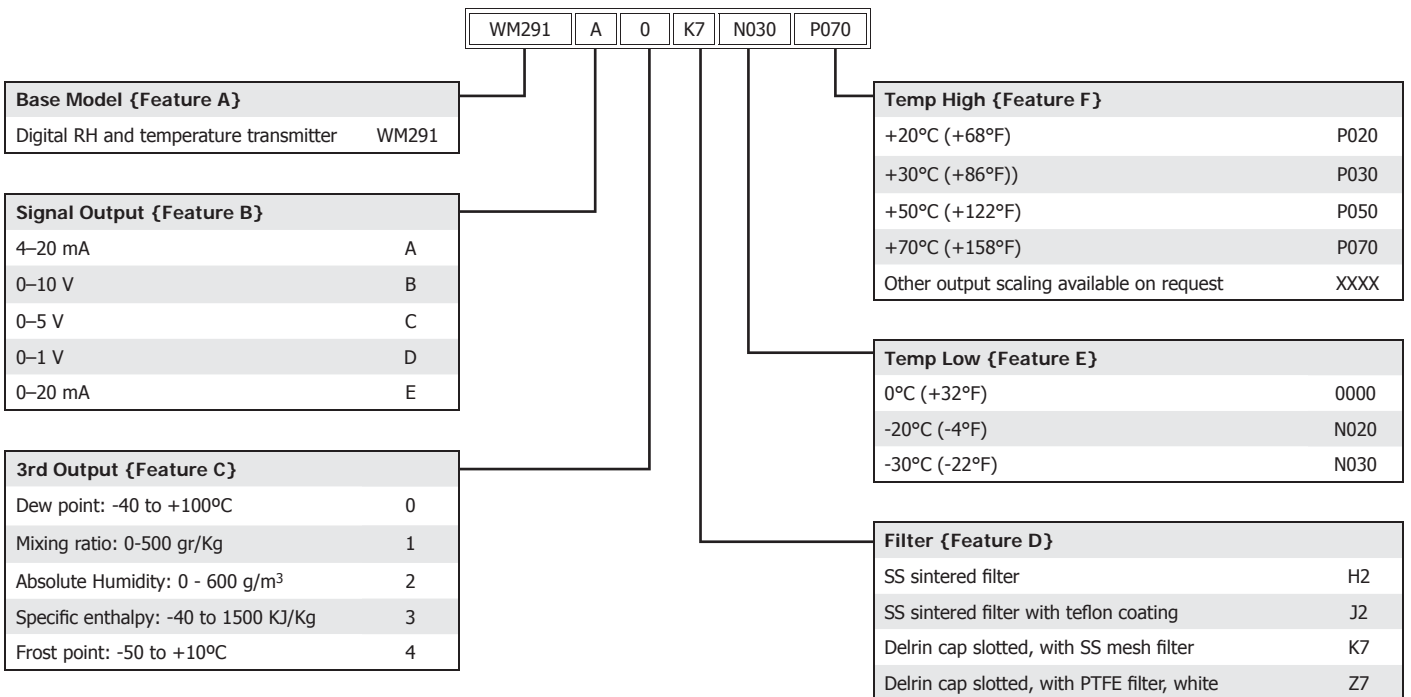 WM291 A 0 K7 N030 P070
Base Model {Feature A}
Digital RH and temperature transmitter WM291
Signal Output {Feature B}
4–20 mA A
0–10 V B
0–5 V C
0–1 V D
0–20 mA E
3rd Output {Feature C}
Dew point: -40 to +100ºC 0
Mixing ratio: 0-500 gr/Kg 1
Absolute Humidity: 0 - 600 g/m³ 2
Specific enthalpy: -40 to 1500 KJ/Kg 3
Frost point: -50 to +10ºC 4
Temp High {Feature F}
+20°C (+68°F) P020
+30°C (+86°F)) P030
+50°C (+122°F) P050
+70°C (+158°F) P070
Other output scaling available on request XXXX
Temp Low {Feature E}
0°C (+32°F) 0000
-20°C (-4°F) N020
-30°C (-22°F) N030
Filter {Feature D}
SS sintered filter H2
SS sintered filter with teflon coating J2
Delrin cap slotted, with SS mesh filter K7
Delrin cap slotted, with PTFE filter, white Z7